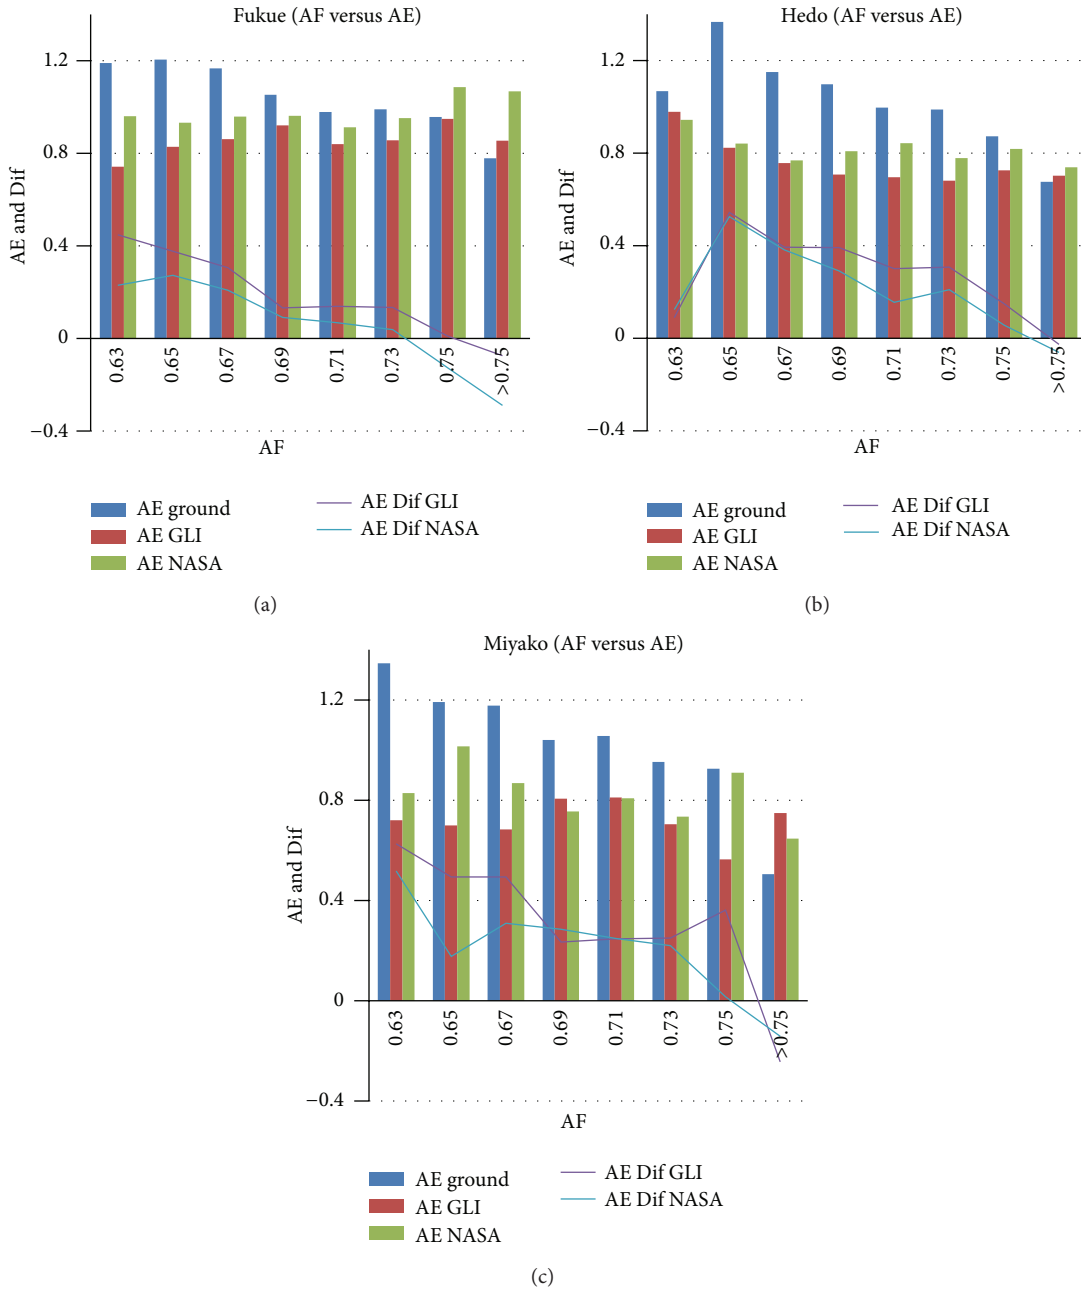 Fukue (AF versus AE)
AE and Dif
1.2
0.8
0.4
0
−0.4
0.63
0.65
0.67
0.69
0.71
0.73
0.75
>0.75
AF
AE ground
AE GLI
AE NASA
AE Dif GLI
AE Dif NASA
(a)
Hedo (AF versus AE)
AE and Dif
1.2
0.8
0.4
0
−0.4
0.63
0.65
0.67
0.69
0.71
0.73
0.75
>0.75
AF
AE ground
AE GLI
AE NASA
AE Dif GLI
AE Dif NASA
(b)
Miyako (AF versus AE)
AE and Dif
1.2
0.8
0.4
0
−0.4
0.63
0.65
0.67
0.69
0.71
0.73
0.75
>0.75
AF
AE ground
AE GLI
AE NASA
AE Dif GLI
AE Dif NASA
(c)